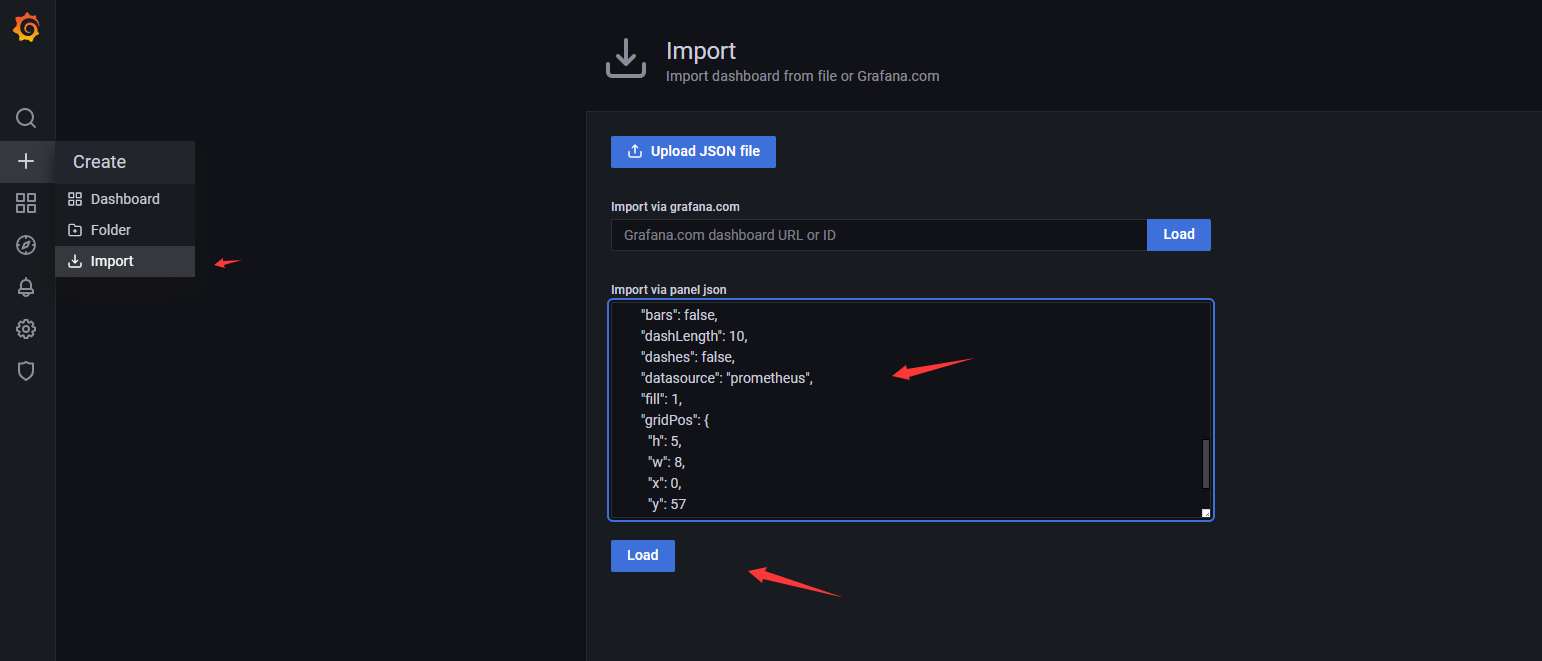 Import
Import dashboard from file or Grafana.com
Create
Dashboard
Folder
Import
Upload JSON file
Import via grafana.com
Grafana.com dashboard URL or ID
Load
Import via panel json
"bars": false,
"dashLength": 10,
"dashes": false,
"datasource": "prometheus",
"fill": 1,
"gridPos": {
"h": 5,
"w": 8,
"x": 0,
"y": 57
Load